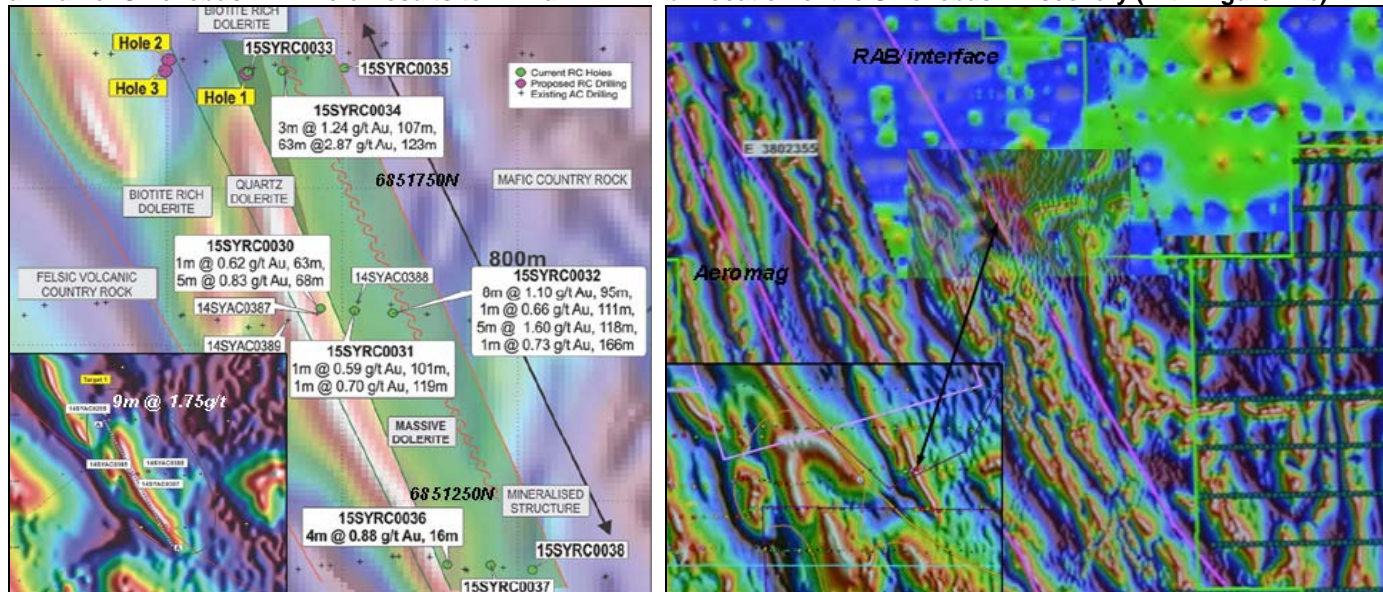 BIOTITE RICH
DOLERITE
Hole 2
15SYRC0033
Hole 3
Hole 1
15SYRC0035
Current RC Holes
Proposed RC Drilling
Existing AC Drilling
15SYRC0034
3m @ 1.24 g/t Au, 107m,
63m @2.87 g/t Au, 123m
6851750N
MAFIC COUNTRY ROCK
BIOTITE RICH
DOLERITE
QUARTZ
DOLERITE
15SYRC0030
1m @ 0.62 g/t Au, 63m,
5m @ 0.83 g/t Au, 68m
800m
FELSIC VOLCANIC
COUNTRY ROCK
14SYAC0388
15SYRC0032
1m @ 0.66 g/t Au, 111m,
5m @ 1.60 g/t Au, 118m,
1m @ 0.73 g/t Au, 166m
14SYAC0387
14SYAC0389
15SYRC0031
1m @ 0.59 g/t Au, 101m,
1m @ 0.70 g/t Au, 119m
Target 1
9m @ 1.75g/t
14SYAC0388
14SYAC0387
A
MASSIVE
DOLERITE
6851250N
MINERALISED
STRUCTURE
15SYRC0036
4m @ 0.88 g/t Au, 16m
15SYRC0038
15SYRC0037
RAB/interface
E 3802355
Aeromag